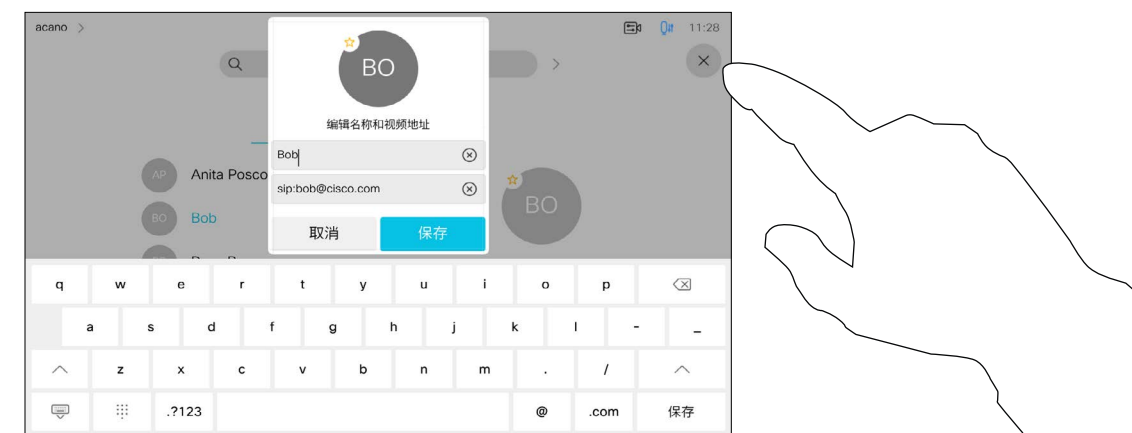 acano
11:28
BO
编辑名称和视频地址
Bob
sip:bob@cisco.com
取消 保存
AP Anita Posco
BO Bob
BO
q w e r t y u i o p
a s d f g h j k l - _
z x c v b n m . /
.?123 @ .com 保存